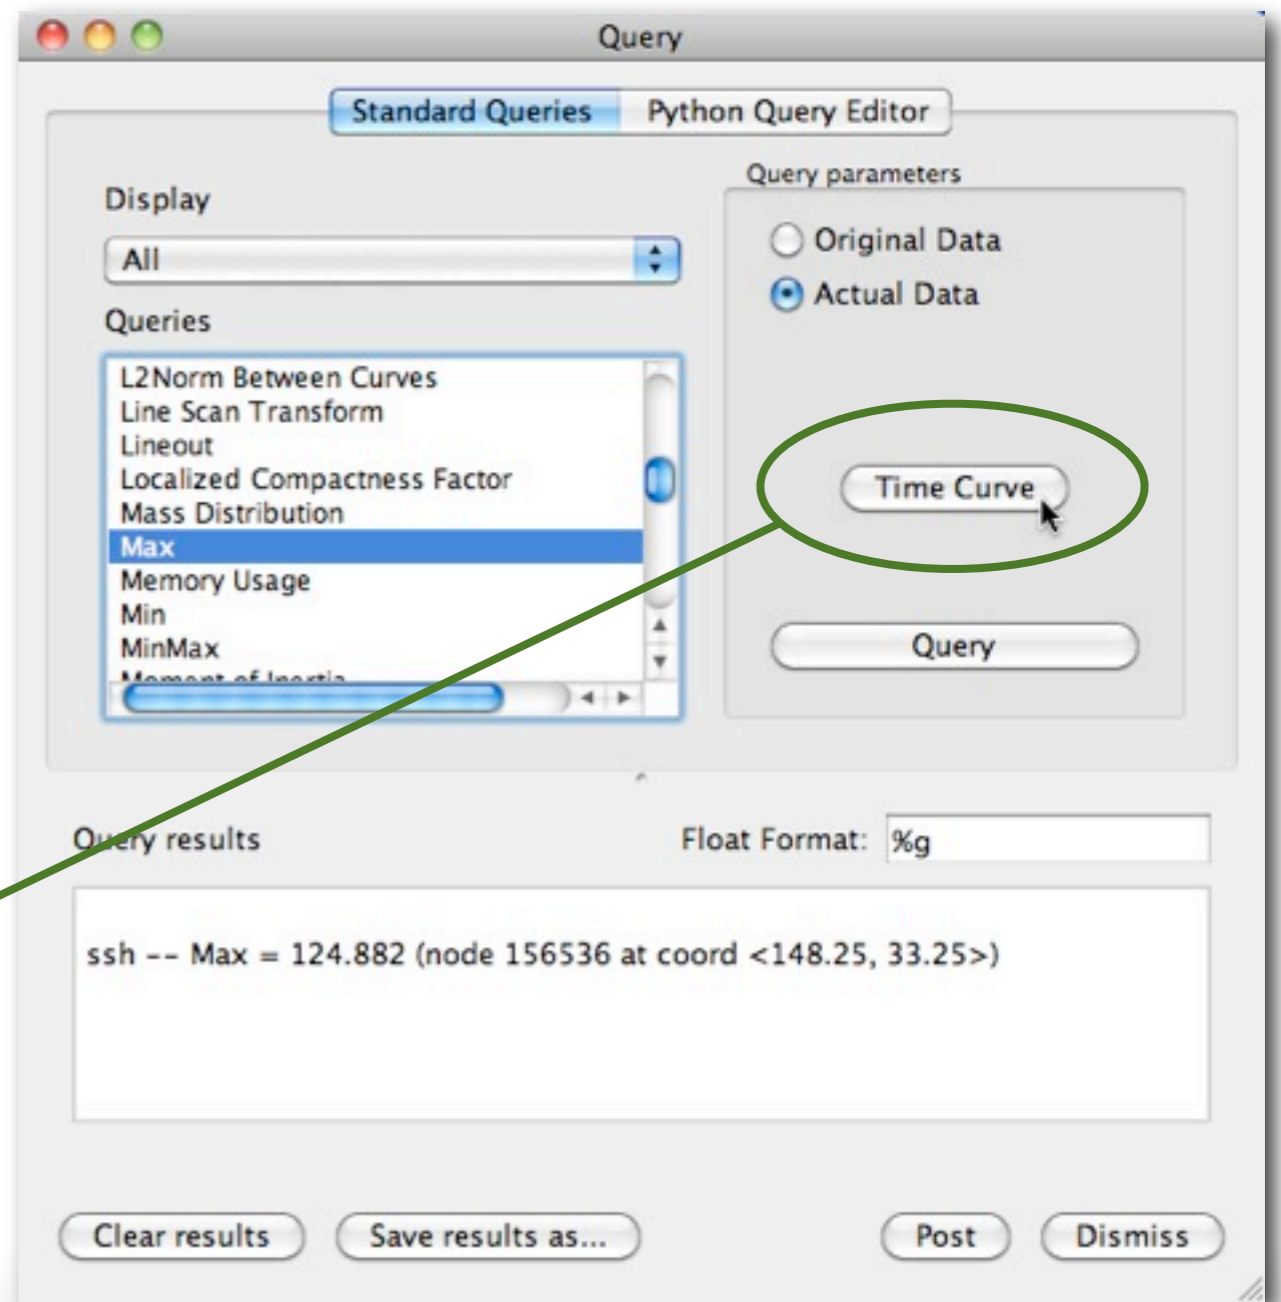 Query
Standard Queries
Python Query Editor
Display
All
Queries
L2Norm Between Curves
Line Scan Transform
Lineout
Localized Compactness Factor
Mass Distribution
Max
Memory Usage
Min
MinMax
Moment of Inertia
Query parameters
Original Data
Actual Data
Time Curve
Query
Query results
Float Format: %g
ssh -- Max = 124.882 (node 156536 at coord <148.25, 33.25>)
Clear results
Save results as...
Post
Dismiss